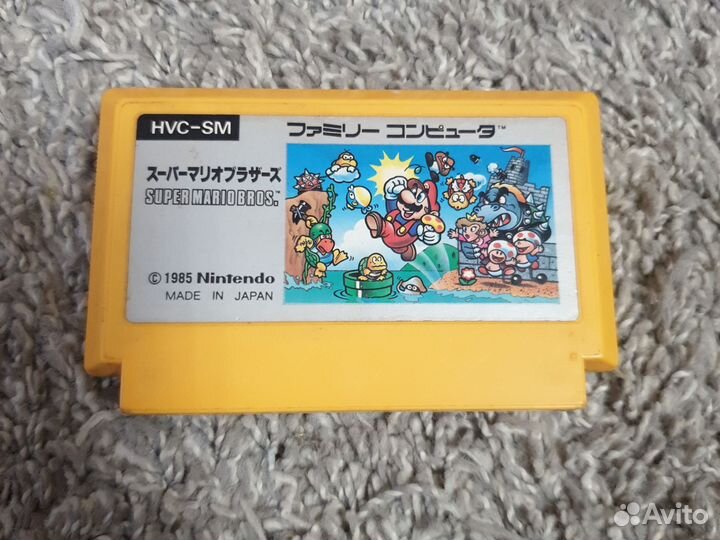 HVC-SM
ファミリー コンピュータ™
スーパーマリオブラザーズ
SUPER MARIO BROS.™
© 1985 Nintendo
MADE IN JAPAN
Avito